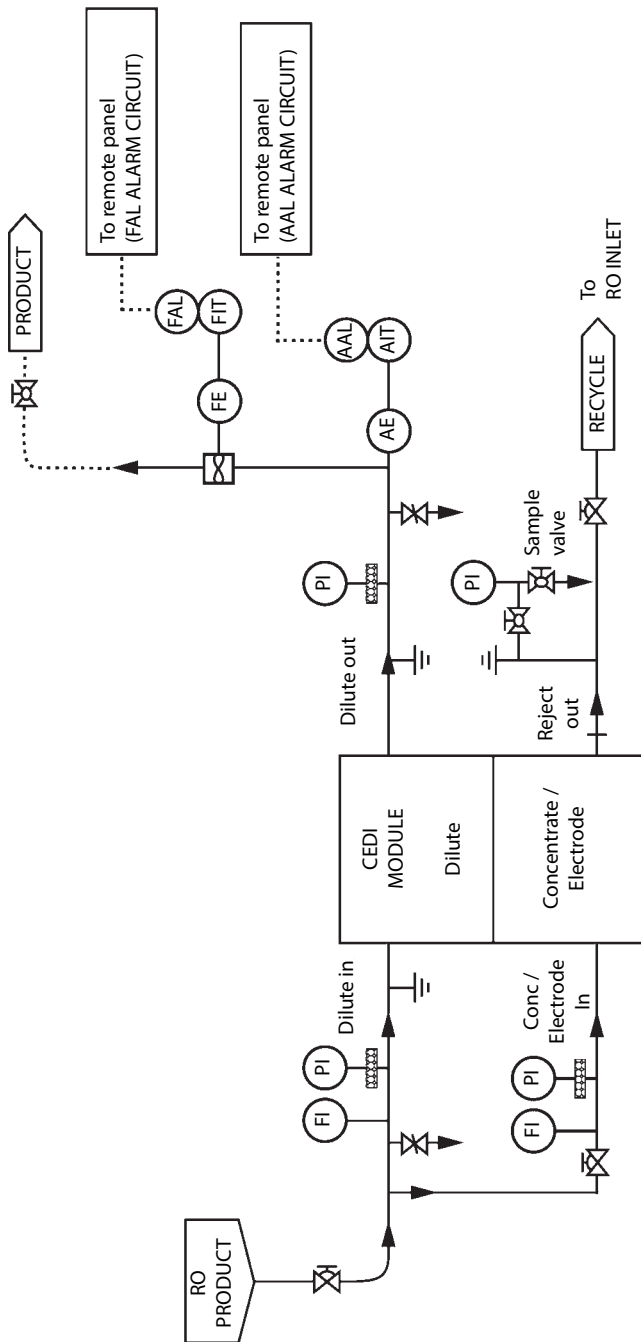 RO
PRODUCT
FI
PI
Dilute in
FI
PI
Conc /
Electrode
In
CEDI
MODULE
Dilute
Concentrate /
Electrode
Dilute out
PI
Reject
out
PI
Sample
valve
RECYCLE
To
RO INLET
AE
AIT
AAL
To remote panel
(AAL ALARM CIRCUIT)
FE
FIT
FAL
To remote panel
(FAL ALARM CIRCUIT)
PRODUCT